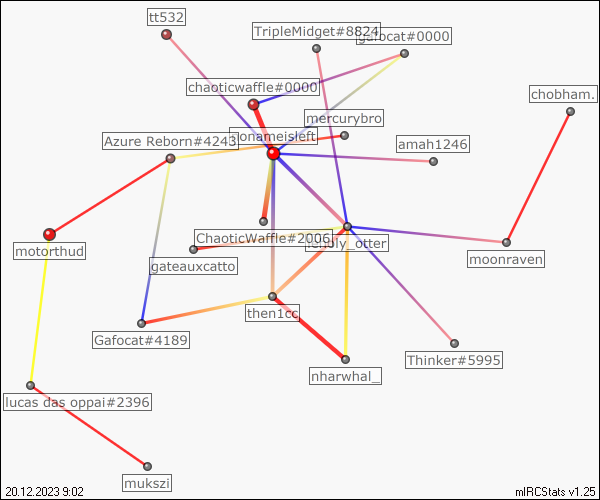 tt532
TripleMidget#8824
gafocat#0000
chaoticwaffle#0000
chobham.
mercurybro
nonameisleft
Azure Reborn#4243
amah1246
ChaoticWaffle#2006
motorthud
gateauxcatto
moonraven
then1cc
Gafocat#4189
Thinker#5995
nharwhal_
lucas das oppai#2396
mukszi
20.12.2023 9:02
mIRCStats v1.25